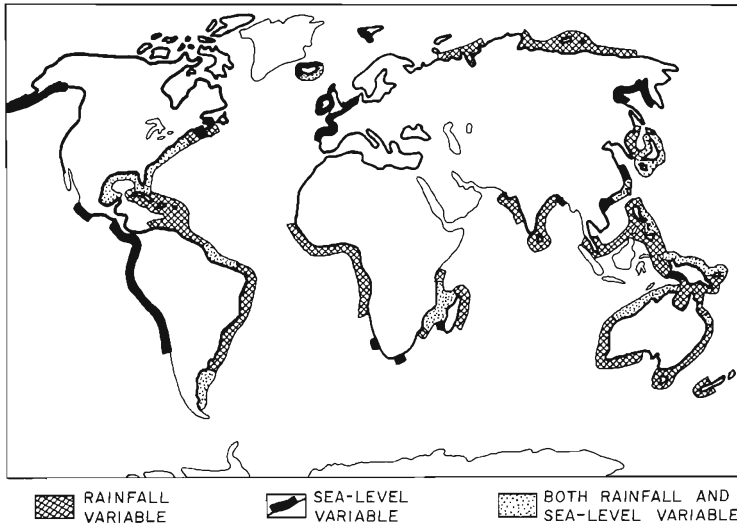 RAINFALL
VARIABLE
SEA-LEVEL
VARIABLE
BOTH RAINFALL AND
SEA-LEVEL VARIABLE